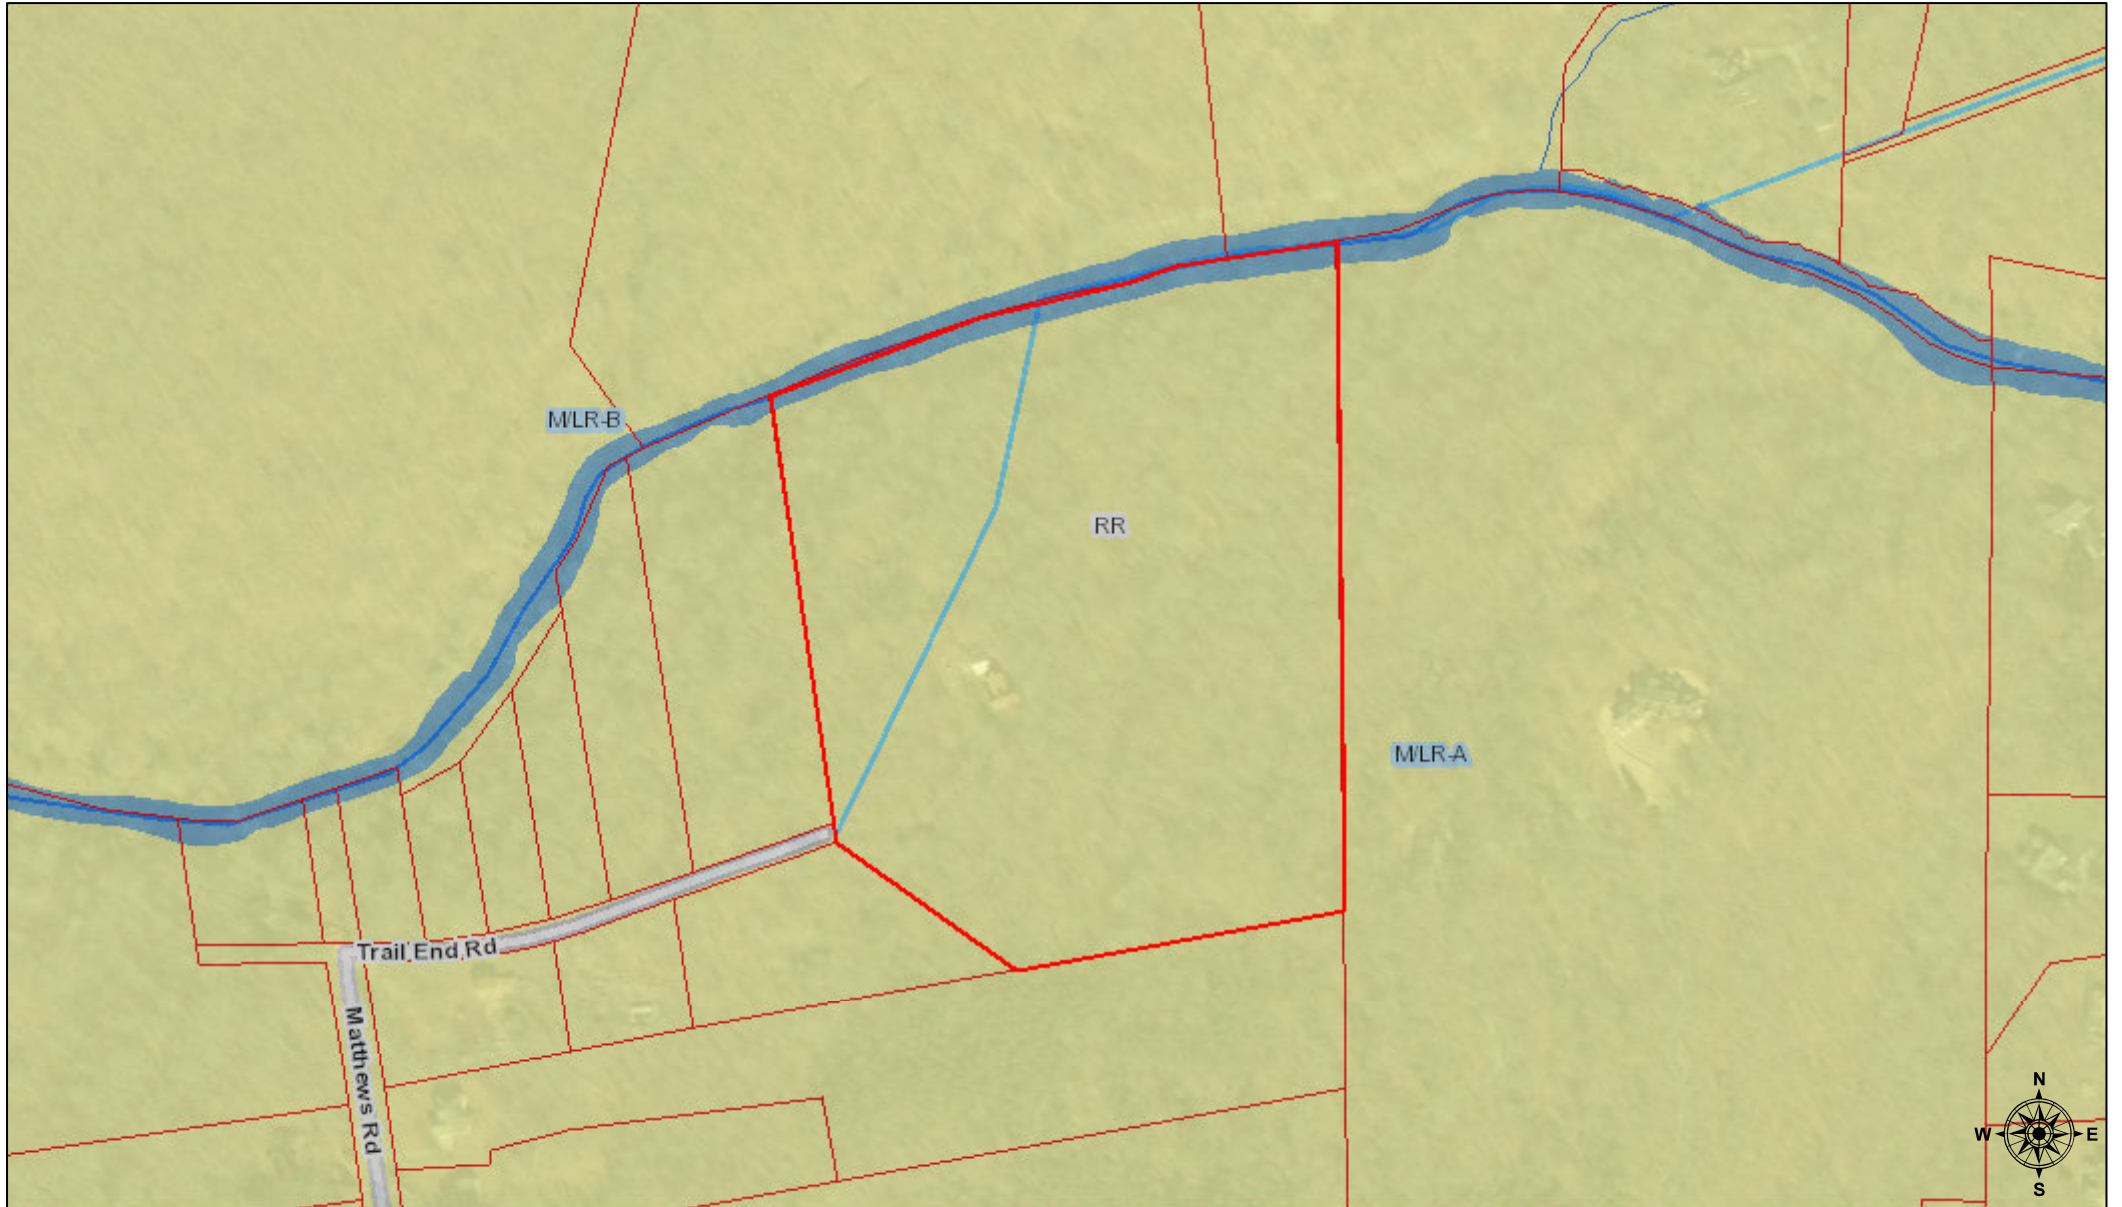 M/LR-B
RR
M/LR-A
Trail End Rd
Matthews Rd
N
W E
S